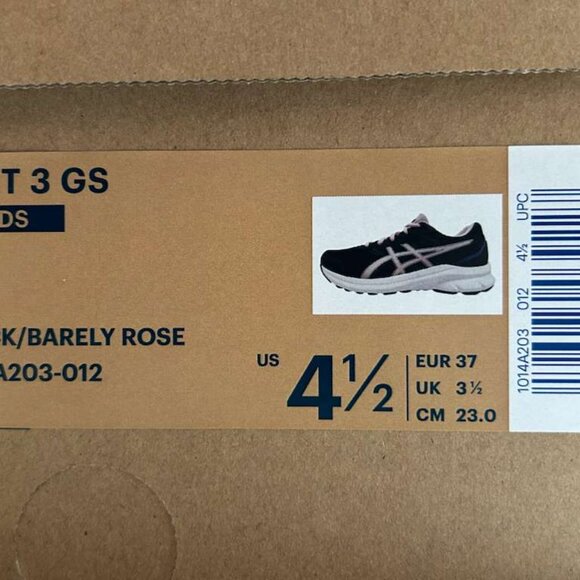 T 3 GS
DS
K/BARELY ROSE
A203-012
US 4½
EUR 37
UK 3½
CM 23.0
1014A203 012 4½ UPC